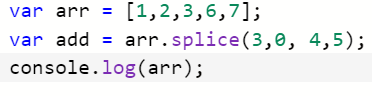 var arr = [1,2,3,6,7];
var add = arr.splice(3,0, 4,5);
console.log(arr);